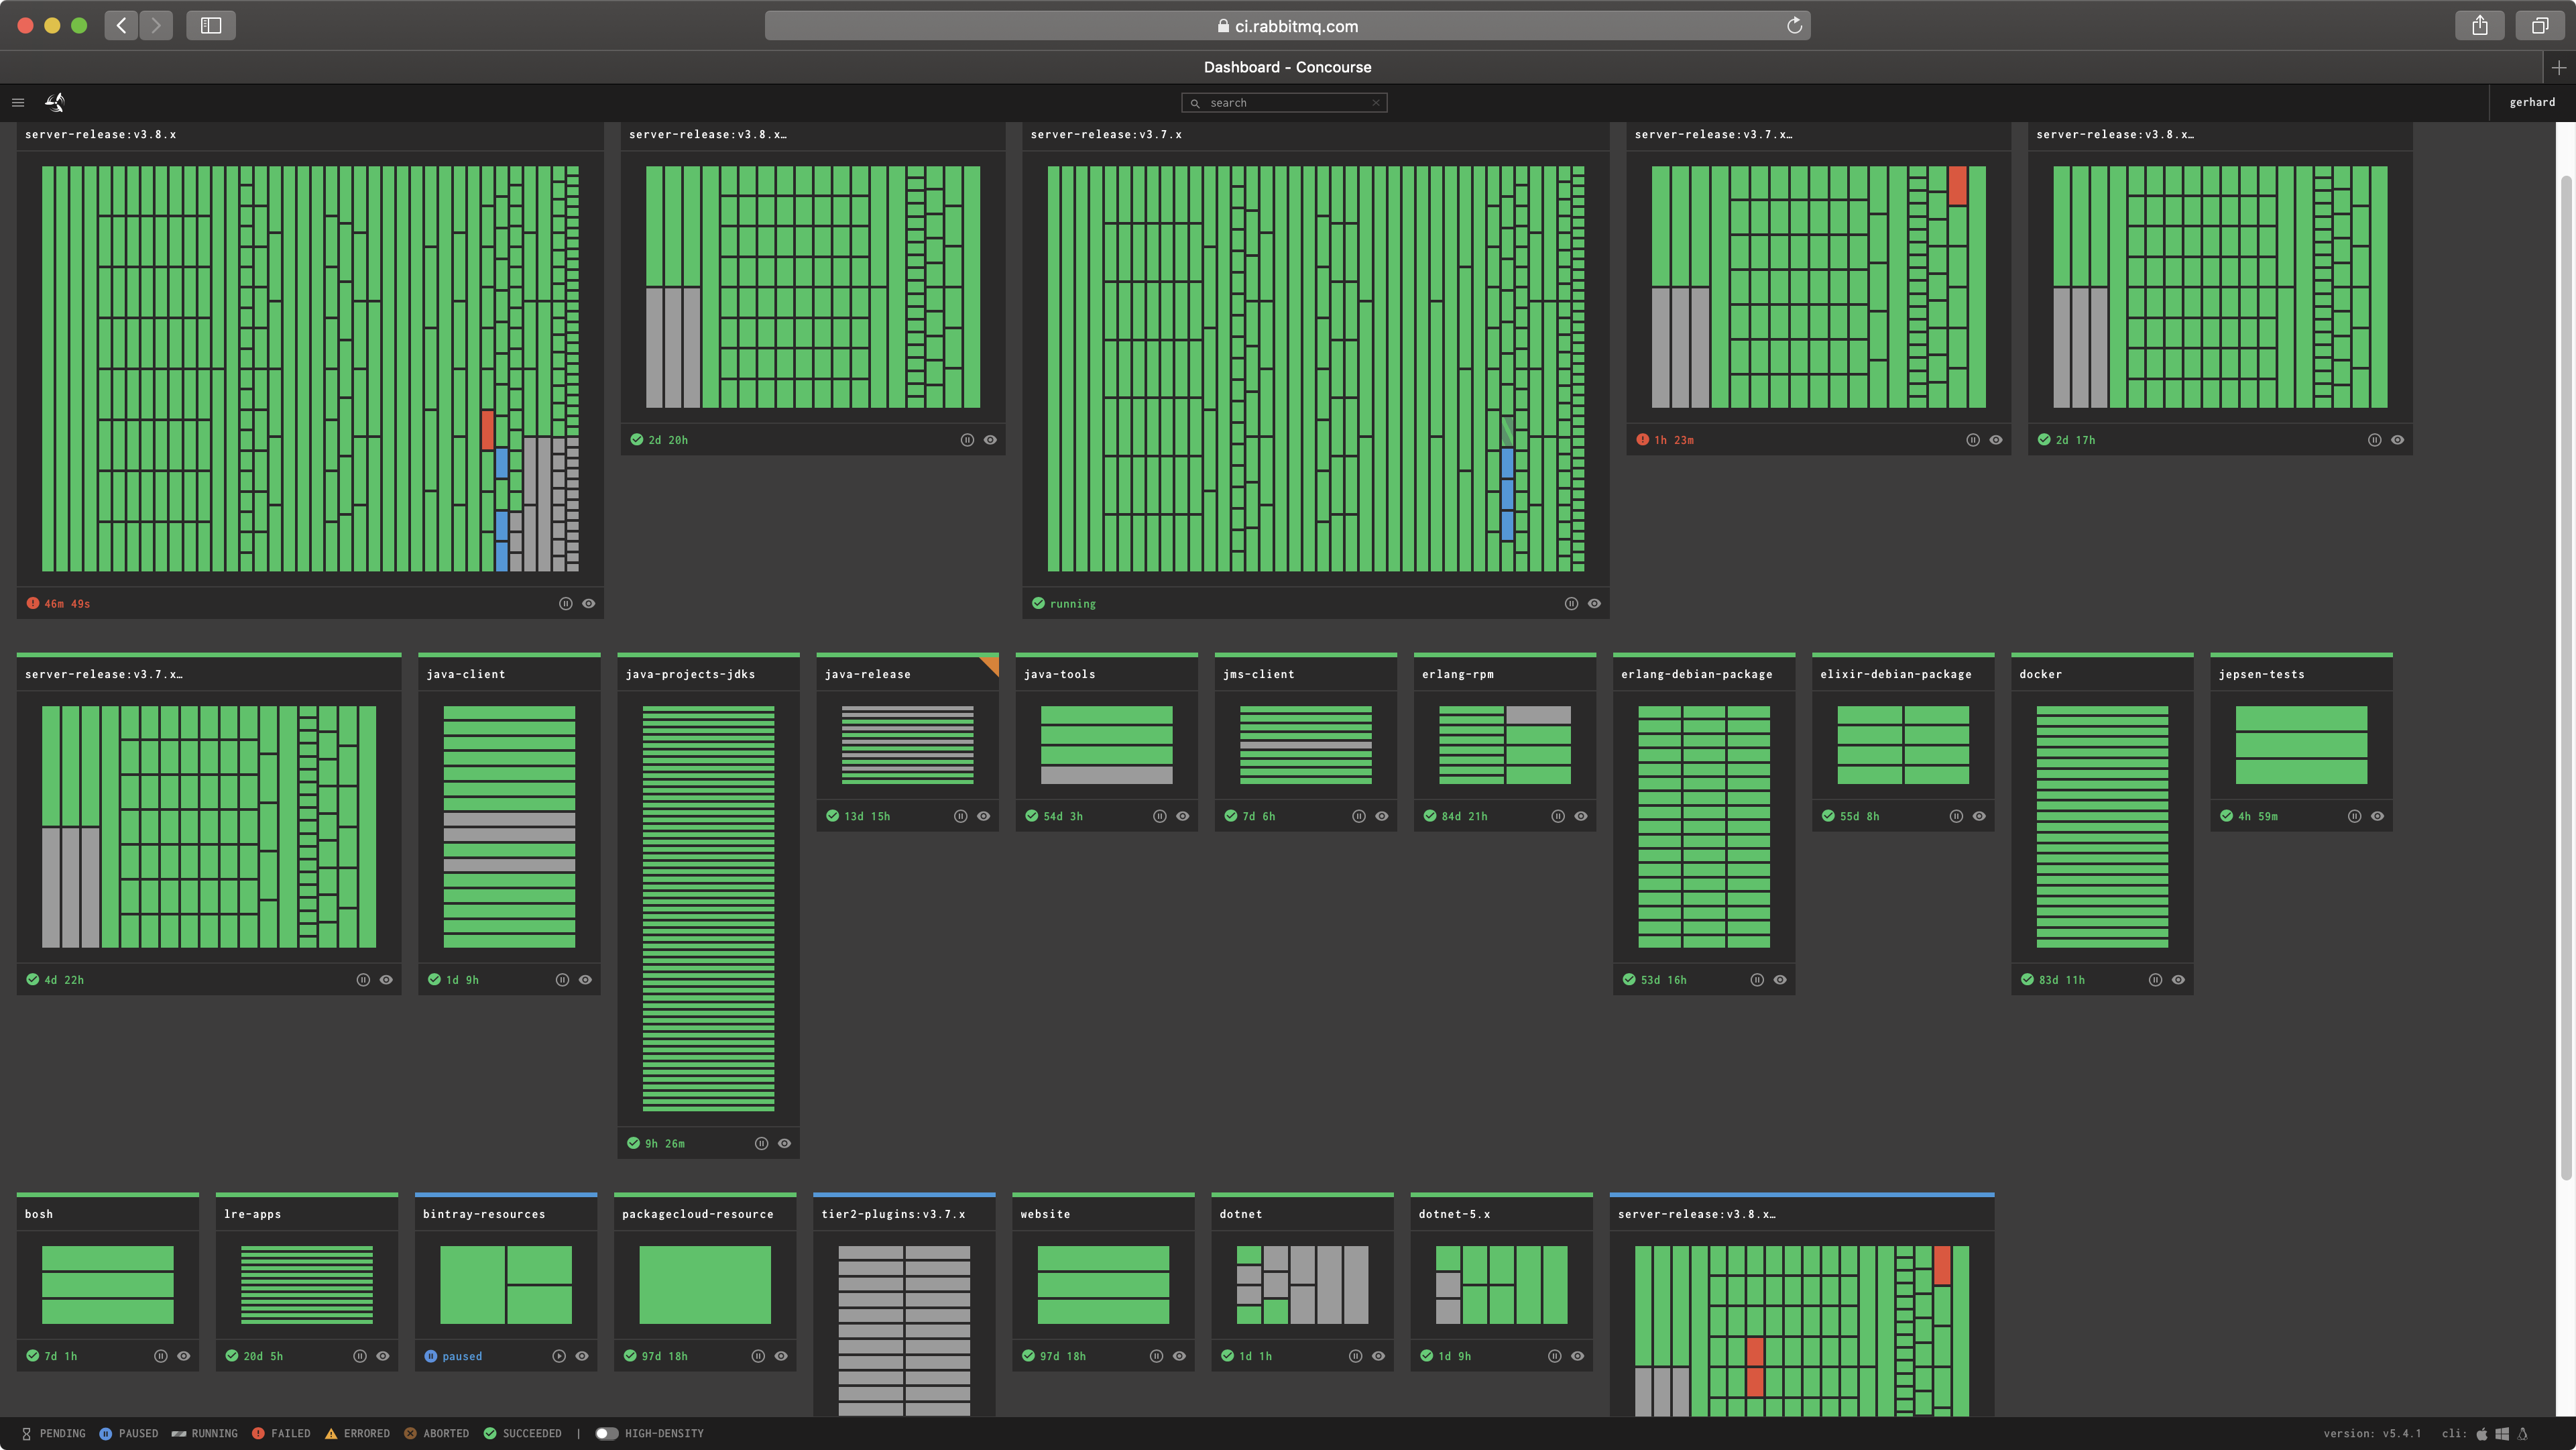 ci.rabbitmq.com
Dashboard - Concourse
search
gerhard
server-release:v3.8.x
server-release:v3.8.x…
server-release:v3.7.x
server-release:v3.7.x…
server-release:v3.8.x…
2d 20h
1h 23m
2d 17h
46m 49s
running
server-release:v3.7.x…
java-client
java-projects-jdks
java-release
java-tools
jms-client
erlang-rpm
erlang-debian-package
elixir-debian-package
docker
jepsen-tests
13d 15h
54d 3h
7d 6h
84d 21h
55d 8h
4h 59m
4d 22h
1d 9h
53d 16h
83d 11h
9h 26m
bosh
lre-apps
bintray-resources
packagecloud-resource
tier2-plugins:v3.7.x
website
dotnet
dotnet-5.x
server-release:v3.8.x…
7d 1h
20d 5h
paused
97d 18h
97d 18h
1d 1h
1d 9h
PENDING PAUSED RUNNING FAILED ERRORED ABORTED SUCCEEDED | HIGH-DENSITY
version: v5.4.1 cli: